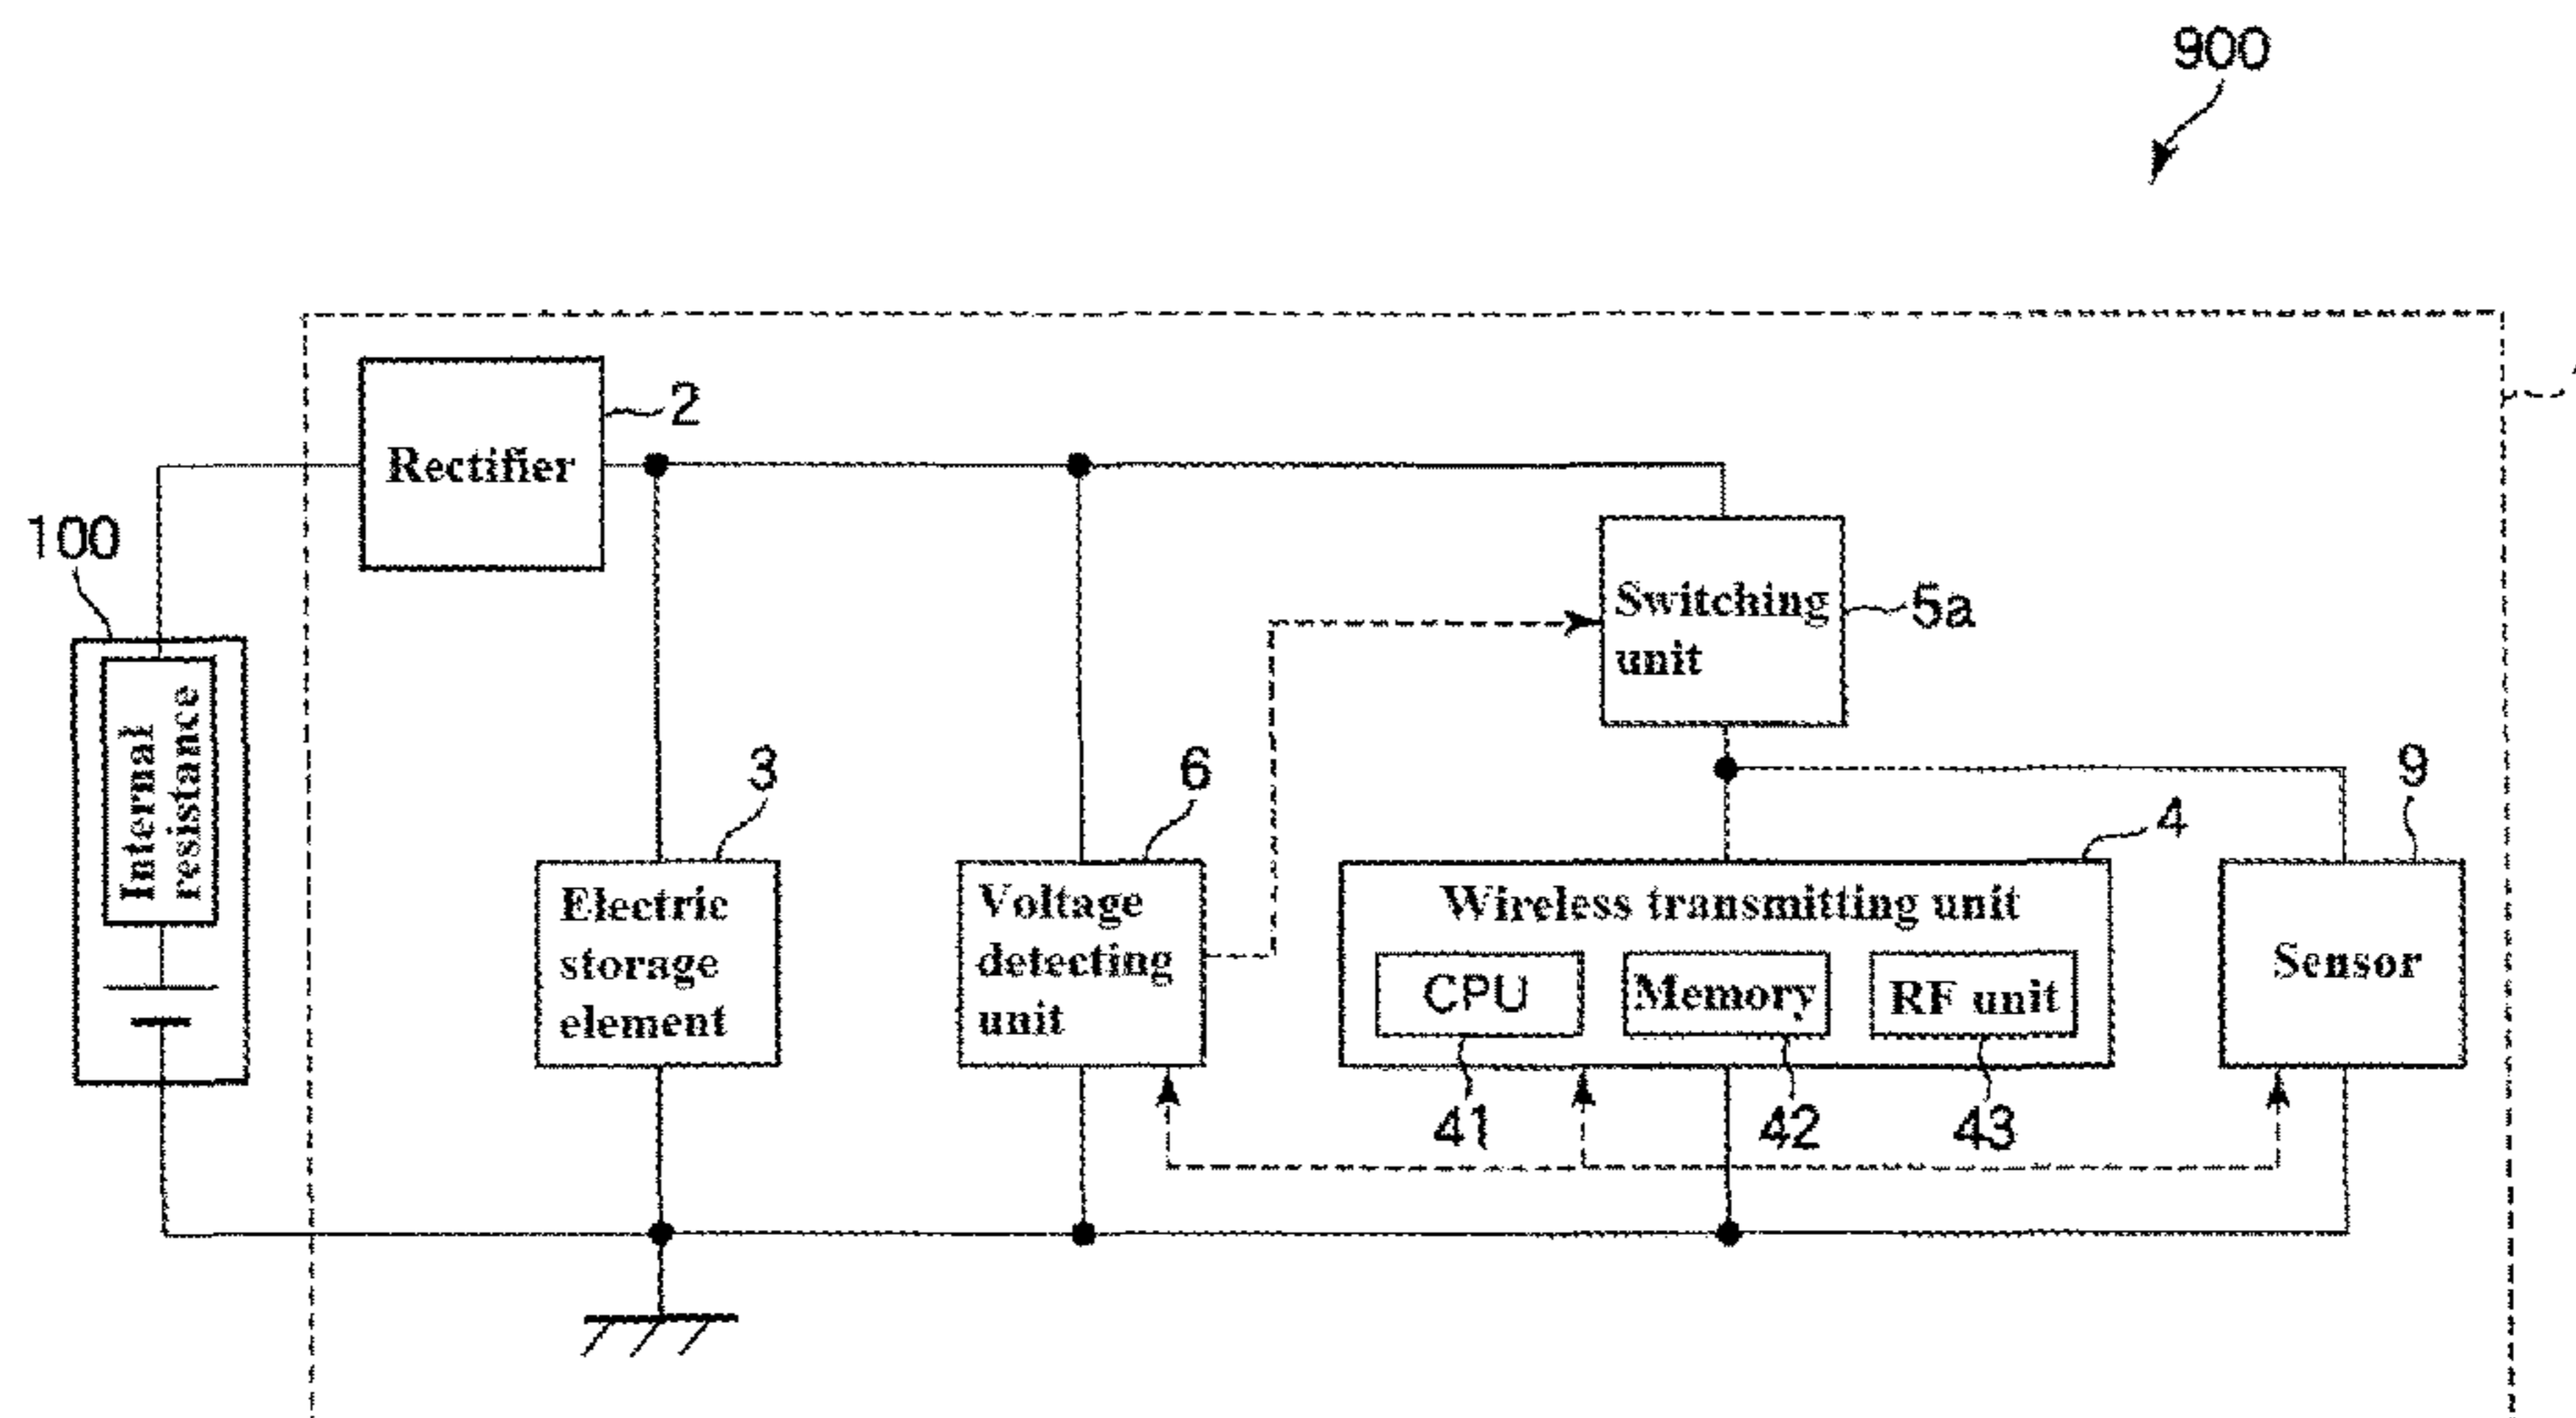 900
2
Rectifier
100
Switching
unit
5a
Internal
resistance
3
6
9
4
Electric
storage
element
Voltage
detecting
unit
Wireless transmitting unit
CPU
Memory
RF unit
Sensor
41
42
43